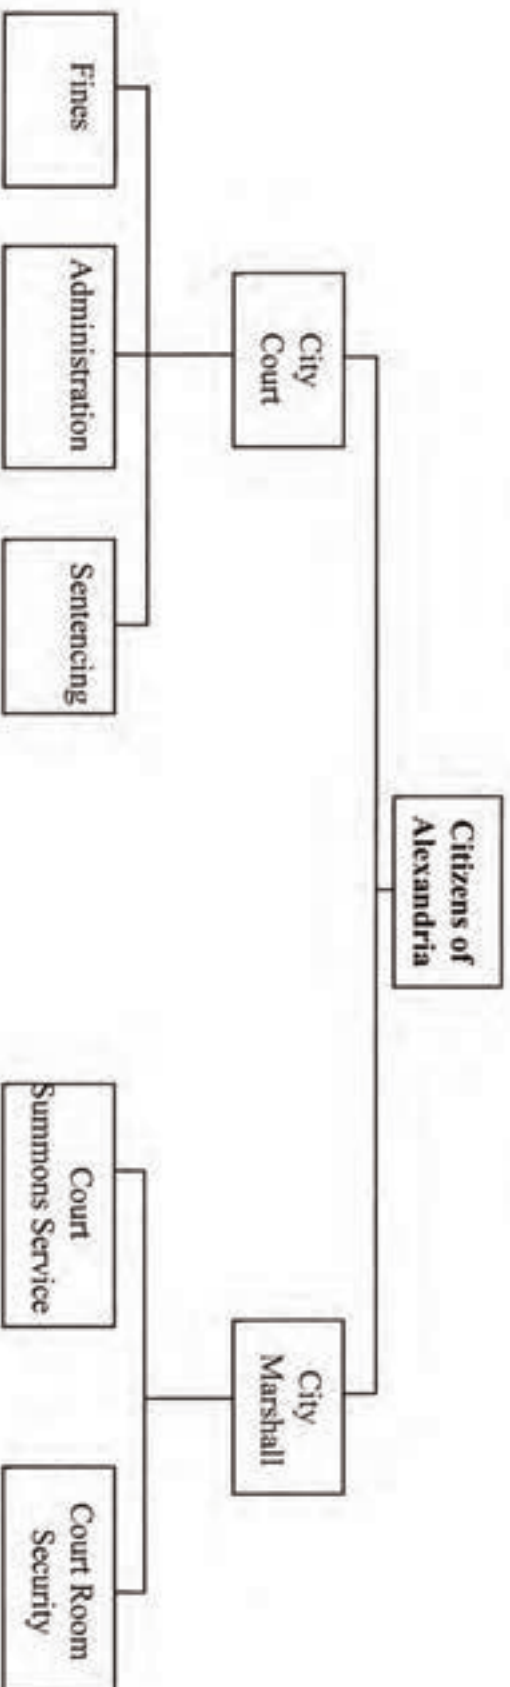 Citizens of
Alexandria
City
Court
City
Marshall
Fines
Administration
Sentencing
Court
Summons Service
Court Room
Security